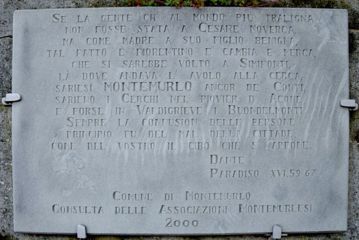 SE LA GENTE CH'AL MONDO PIÙ TRALIGNA
NON FOSSE STATA A CESARE NOVERCA,
MA COME MADRE A SUO FIGLIO BENIGNA,
TAL FATTO È FIORENTINO E CAMBIA E MERCA,
CHE SI SAREBBE VOLTO A SIMIFONTI,
LÀ DOVE ANDAVA L'AVOLO ALLA CERCA,
SARIESI MONTEMURLO ANCOR DE' CONTI,
SARIENO I CERCHI NEL PIOVIER D'ACONE,
E FORSE IN VALDIGRIEVE I BUONDELMONTI.
SEMPRE LA CONFUSION DELLE PERSONE
PRINCIPIO FU DEL MAL DELLA CITTADE,
COME DEL VOSTRO IL CIBO CHE S'APPONE.
DANTE
PARADISO XVI.59-67
COMUNE DI MONTEMURLO
CONSULTA DELLE ASSOCIAZIONI MONTEMURLESI
2000